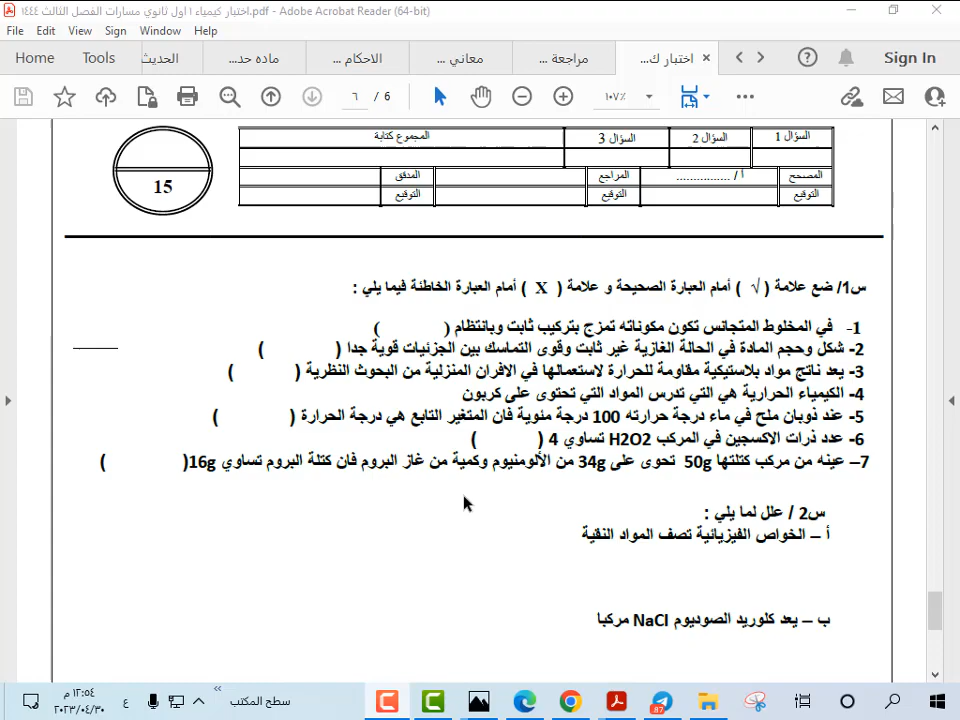 اختبار كيمياء ١ اول ثانوي مسارات الفصل الثالث ١٤٤٤.pdf - Adobe Acrobat Reader (64-bit)
File Edit View Sign Window Help
Home Tools الحديث ماده حد... الاحكام ... معاني ... مراجعة ... اختبار ك... × Sign In
٦ / 6 ١٠٧٪
السؤال 1 السؤال 2 السؤال 3 المجموع كتابة
المصحح أ / ................ المراجع المدقق
التوقيع التوقيع التوقيع
15
س1/ ضع علامة ( √ ) أمام العبارة الصحيحة و علامة ( X ) أمام العبارة الخاطئة فيما يلي :
1- في المخلوط المتجانس تكون مكوناته تمزج بتركيب ثابت وبانتظام ( )
2- شكل وحجم المادة في الحالة الغازية غير ثابت وقوى التماسك بين الجزئيات قوية جدا ( )
3- يعد ناتج مواد بلاستيكية مقاومة للحرارة لاستعمالها في الافران المنزلية من البحوث النظرية ( )
4- الكيمياء الحرارية هي التي تدرس المواد التي تحتوى على كربون
5- عند ذوبان ملح في ماء درجة حرارته 100 درجة مئوية فان المتغير التابع هي درجة الحرارة ( )
6- عدد ذرات الاكسجين في المركب H2O2 تساوي 4 ( )
7– عينه من مركب كتلتها 50g تحوى على 34g من الألومنيوم وكمية من غاز البروم فان كتلة البروم تساوي 16g( )
س2 / علل لما يلي :
أ – الخواص الفيزيائية تصف المواد النقية
ب – يعد كلوريد الصوديوم NaCl مركبا
١٢:٥٤ م
٢٠٢٣/٠٤/٣٠
ع
سطح المكتب
87